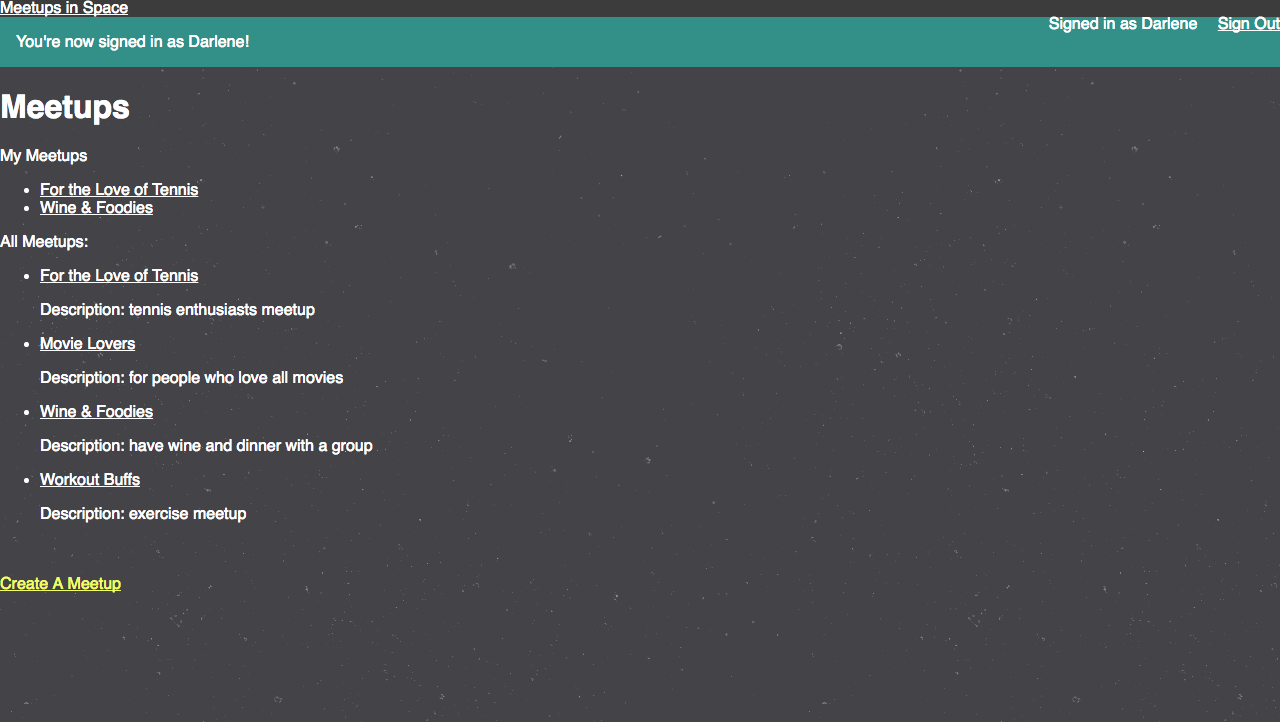 Meetups in Space
Signed in as Darlene Sign Out
You're now signed in as Darlene!
Meetups
My Meetups
For the Love of Tennis
Wine & Foodies
All Meetups:
For the Love of Tennis
Description: tennis enthusiasts meetup
Movie Lovers
Description: for people who love all movies
Wine & Foodies
Description: have wine and dinner with a group
Workout Buffs
Description: exercise meetup
Create A Meetup